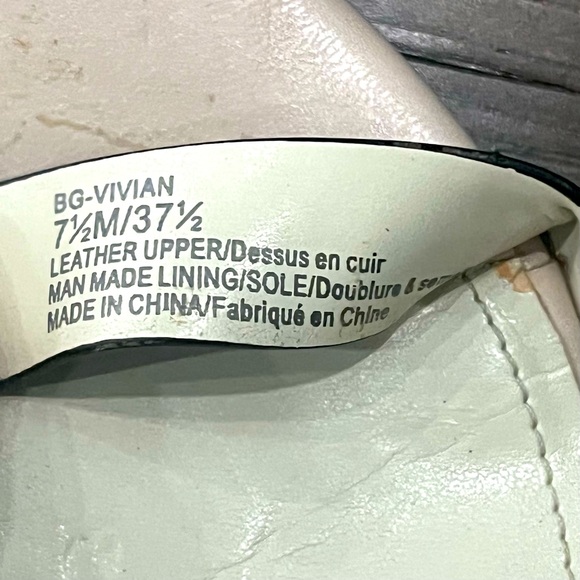 BG-VIVIAN
7½M/37½
LEATHER UPPER/Dessus en cuir
MAN MADE LINING/SOLE/Doublure &
MADE IN CHINA/Fabriqué en Chine